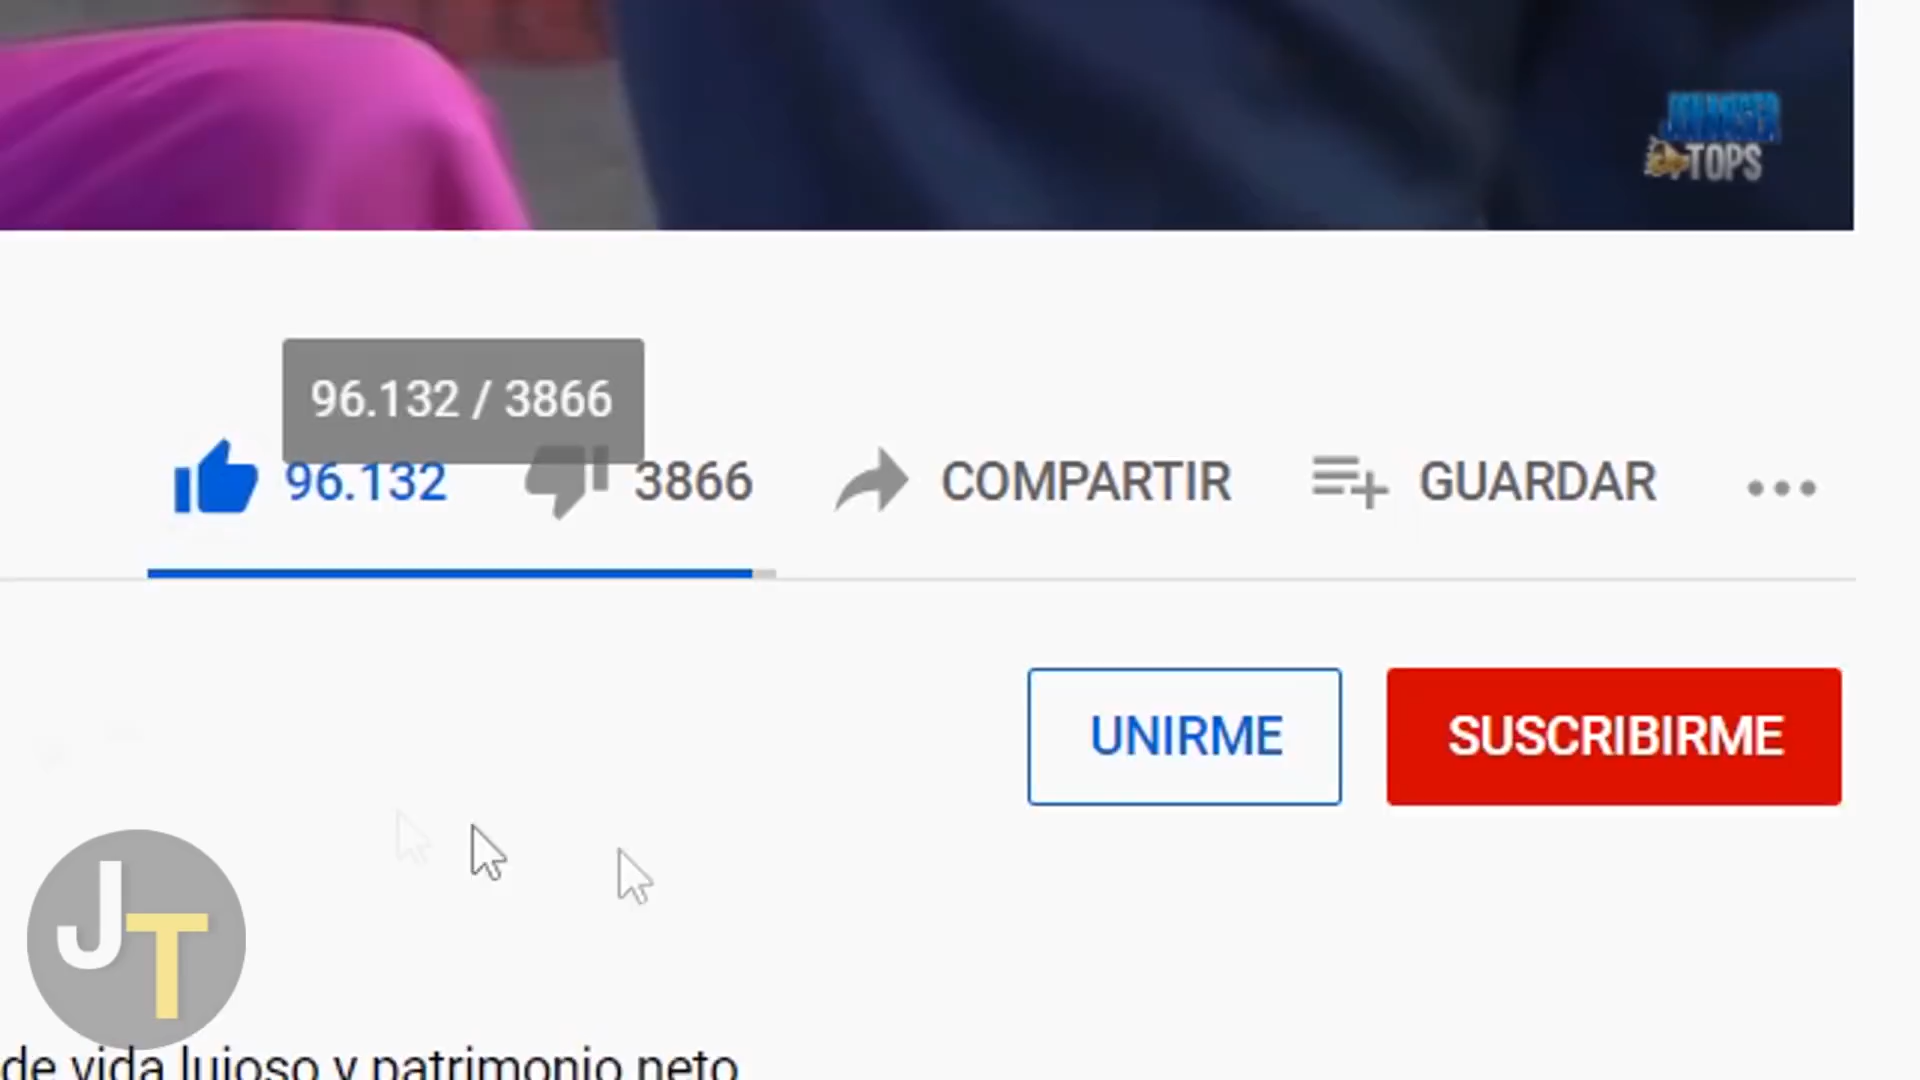 TOPS
96.132 / 3866
96.132
3866
COMPARTIR
GUARDAR
UNIRME
SUSCRIBIRME
JT
de vida lujoso y patrimonio neto